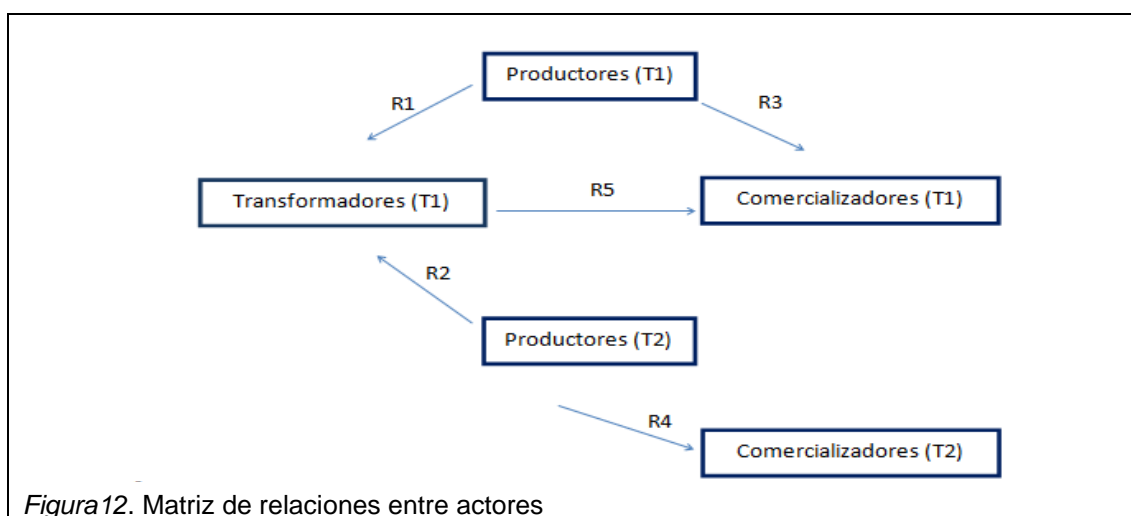 Productores (T1)
R1
R3
Transformadores (T1)
R5
Comercializadores (T1)
R2
Productores (T2)
R4
Comercializadores (T2)
Figura12. Matriz de relaciones entre actores